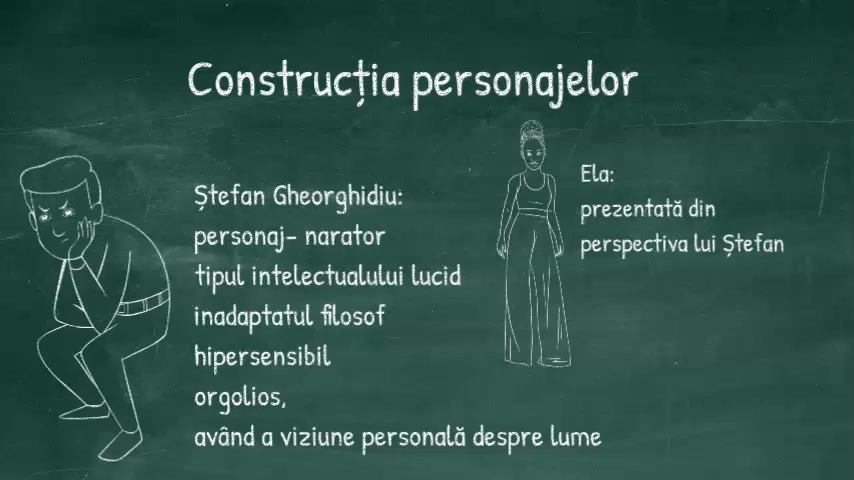 Construcția personajelor
Ștefan Gheorghidiu:
personaj- narator
tipul intelectualului lucid
inadaptatul filosof
hipersensibil
orgolios,
având a viziune personală despre lume
Ela:
prezentată din
perspectiva lui Ștefan